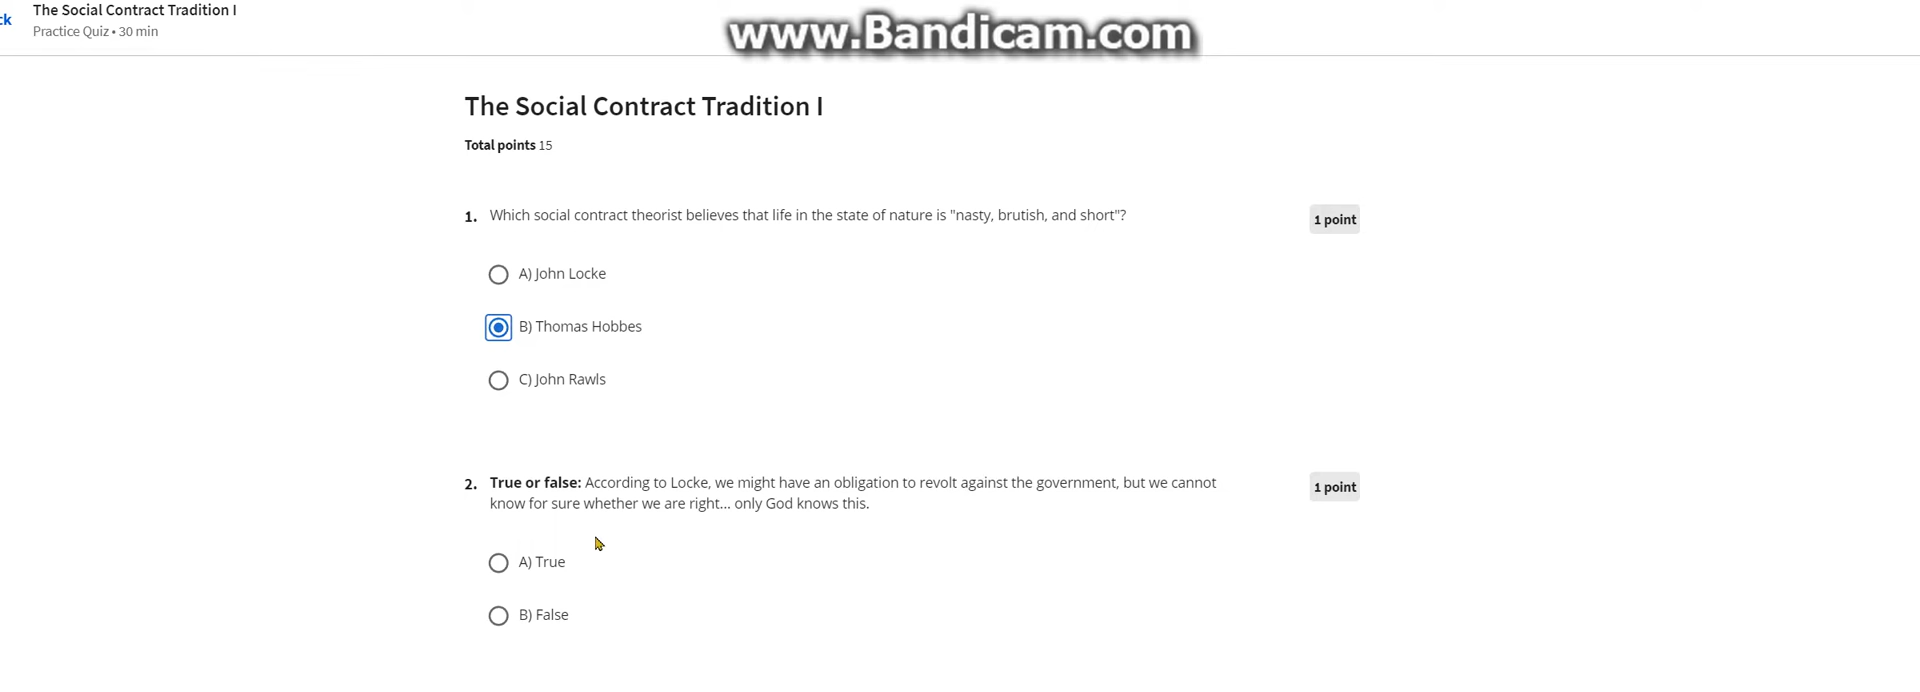 ck
The Social Contract Tradition I
Practice Quiz • 30 min
www.Bandicam.com
The Social Contract Tradition I
Total points 15
1. Which social contract theorist believes that life in the state of nature is "nasty, brutish, and short"?
1 point
A) John Locke
B) Thomas Hobbes
C) John Rawls
2. True or false: According to Locke, we might have an obligation to revolt against the government, but we cannot
know for sure whether we are right... only God knows this.
1 point
A) True
B) False